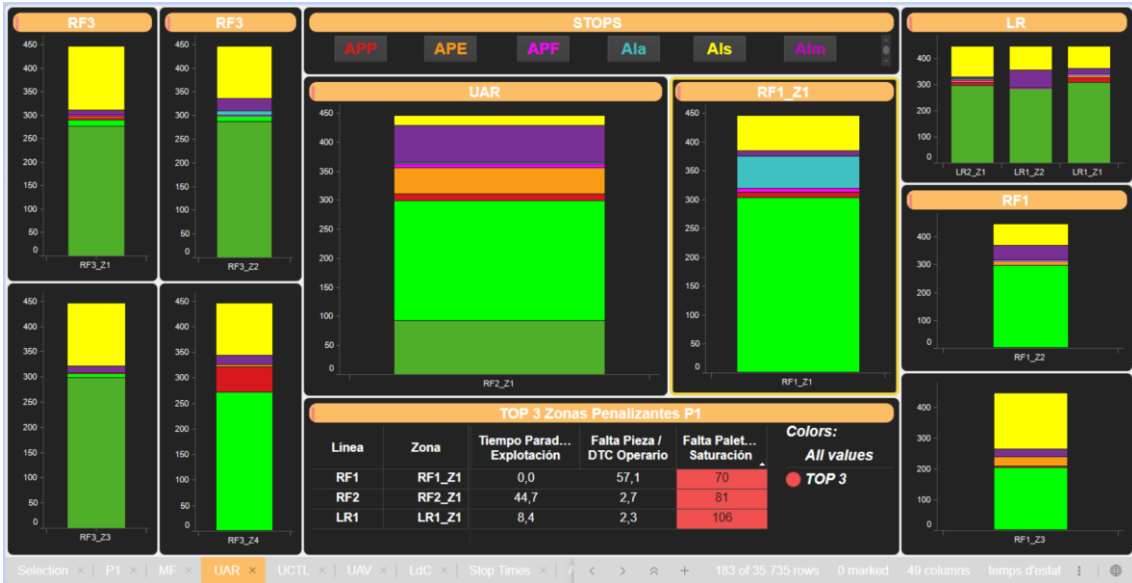 RF3
450
400
350
300
250
200
150
100
50
0
RF3_Z1
RF3
450
400
350
300
250
200
150
100
50
0
RF3_Z2
STOPS
APP APE APF AIa AIs AIm
UAR
450
400
350
300
250
200
150
100
50
0
RF2_Z1
RF1_Z1
450
400
350
300
250
200
150
100
50
0
RF1_Z1
LR
400
300
200
100
0
LR2_Z1 LR1_Z2 LR1_Z1
RF1
400
300
200
100
0
RF1_Z2
450
400
350
300
250
200
150
100
50
0
RF3_Z3
450
400
350
300
250
200
150
100
50
0
RF3_Z4
TOP 3 Zonas Penalizantes P1
Linea Zona Tiempo Parad... Explotación Falta Pieza / DTC Operario Falta Palet... Saturación
RF1 RF1_Z1 0,0 57,1 70
RF2 RF2_Z1 44,7 2,7 81
LR1 LR1_Z1 8,4 2,3 106
Colors:
All values
TOP 3
400
300
200
100
0
RF1_Z3
Selection × P1 × MF × UAR × UCTL × UAV × LdC × Stop Times × 183 of 35.735 rows 0 marked 49 columns temps d'estat